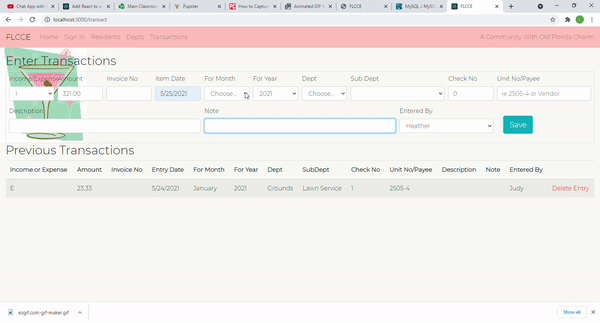 Chat App with
Add React to
Main Classroom
Pupster
How to Captur
Animated GIF
FLCCE
MySQL :: MySQ
FLCCE
localhost:3000/transact
FLCCE Home Sign In Residents Depts Transactions A Community With Old Florida Charm
Enter Transactions
Income/Expense Amount Invoice No Item Date For Month For Year Dept Sub Dept Check No Unit No/Payee
I 321.00 5/25/2021 Choose... 2021 Choose... 0 ie 2505-4 or Vendor
Description Note Entered By
Heather Save
Previous Transactions
Income or Expense Amount Invoice No Entry Date For Month For Year Dept SubDept Check No Unit No/Payee Description Note Entered By
E 23.33 5/24/2021 January 2021 Grounds Lawn Service 1 2505-4 Judy Delete Entry
ezgif.com-gif-maker.gif Show all